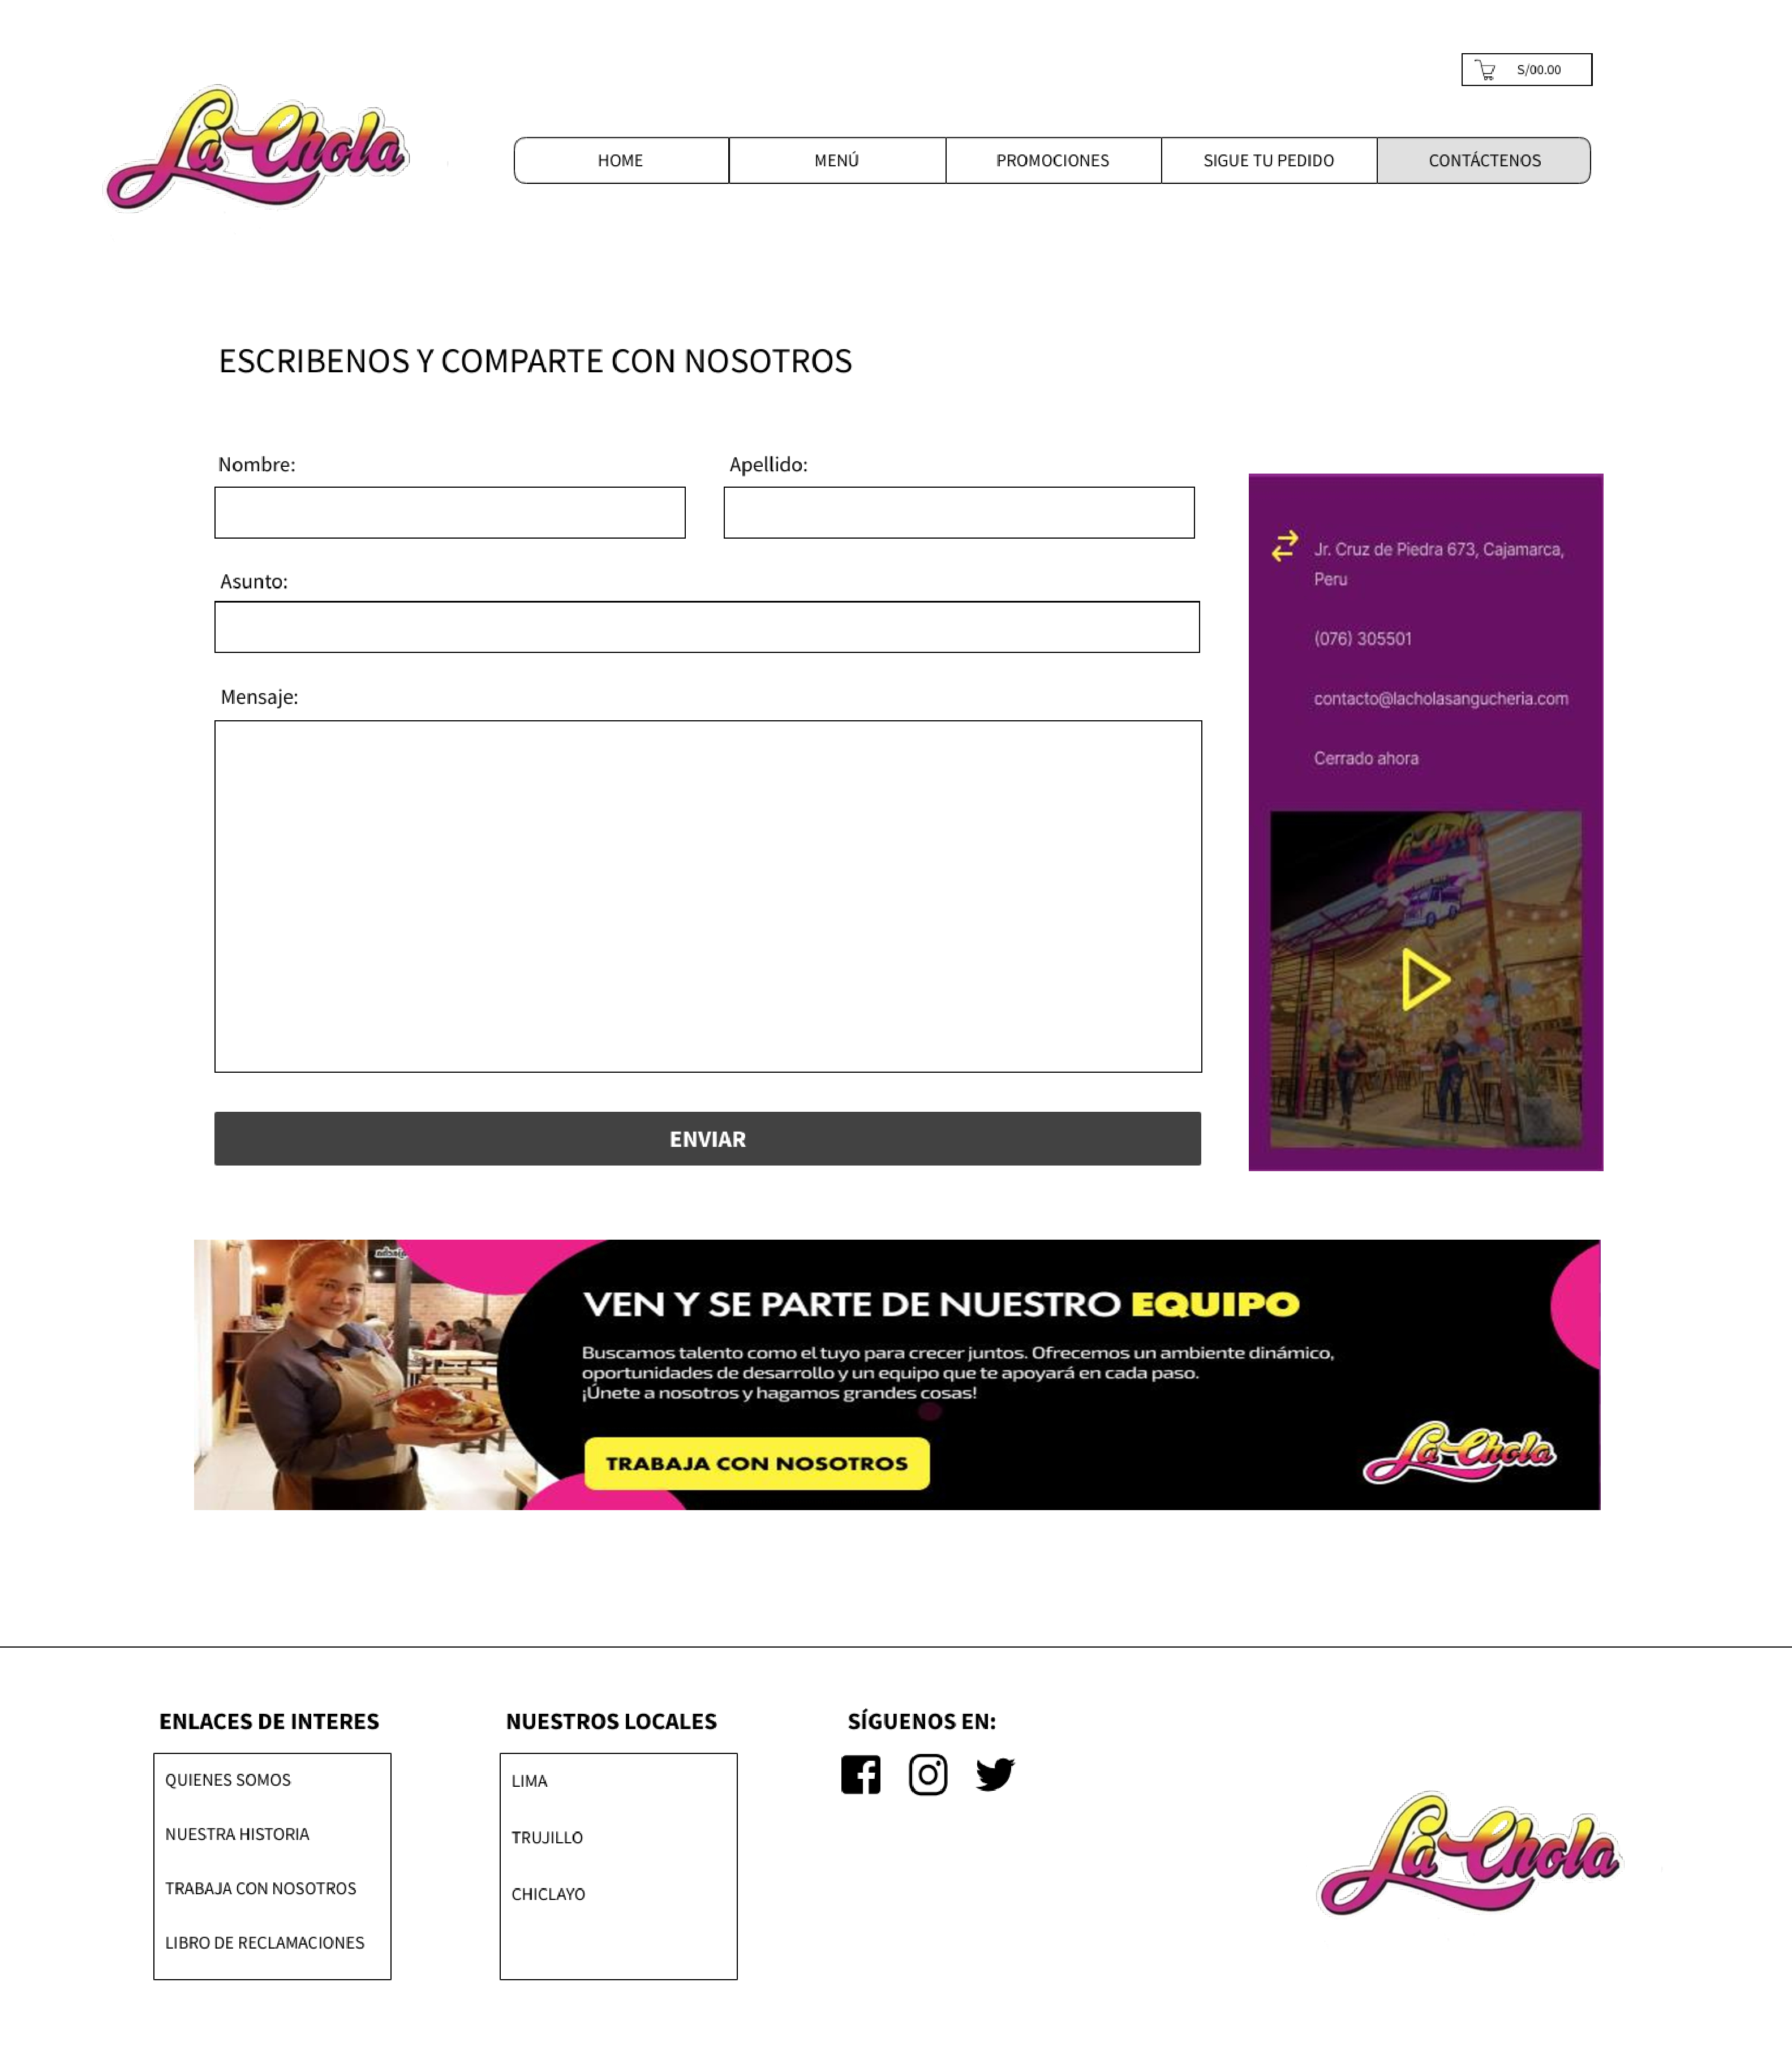 S/00.00
La Chola
HOME
MENÚ
PROMOCIONES
SIGUE TU PEDIDO
CONTÁCTENOS
ESCRIBENOS Y COMPARTE CON NOSOTROS
Nombre:
Apellido:
Asunto:
Mensaje:
ENVIAR
Jr. Cruz de Piedra 673, Cajamarca,
Peru
(076) 305501
contacto@lacholasangucheria.com
Cerrado ahora
La Chola
VEN Y SE PARTE DE NUESTRO EQUIPO
Buscamos talento como el tuyo para crecer juntos. Ofrecemos un ambiente dinámico,
oportunidades de desarrollo y un equipo que te apoyará en cada paso.
¡Únete a nosotros y hagamos grandes cosas!
TRABAJA CON NOSOTROS
La Chola
ENLACES DE INTERES
QUIENES SOMOS
NUESTRA HISTORIA
TRABAJA CON NOSOTROS
LIBRO DE RECLAMACIONES
NUESTROS LOCALES
LIMA
TRUJILLO
CHICLAYO
SÍGUENOS EN:
La Chola